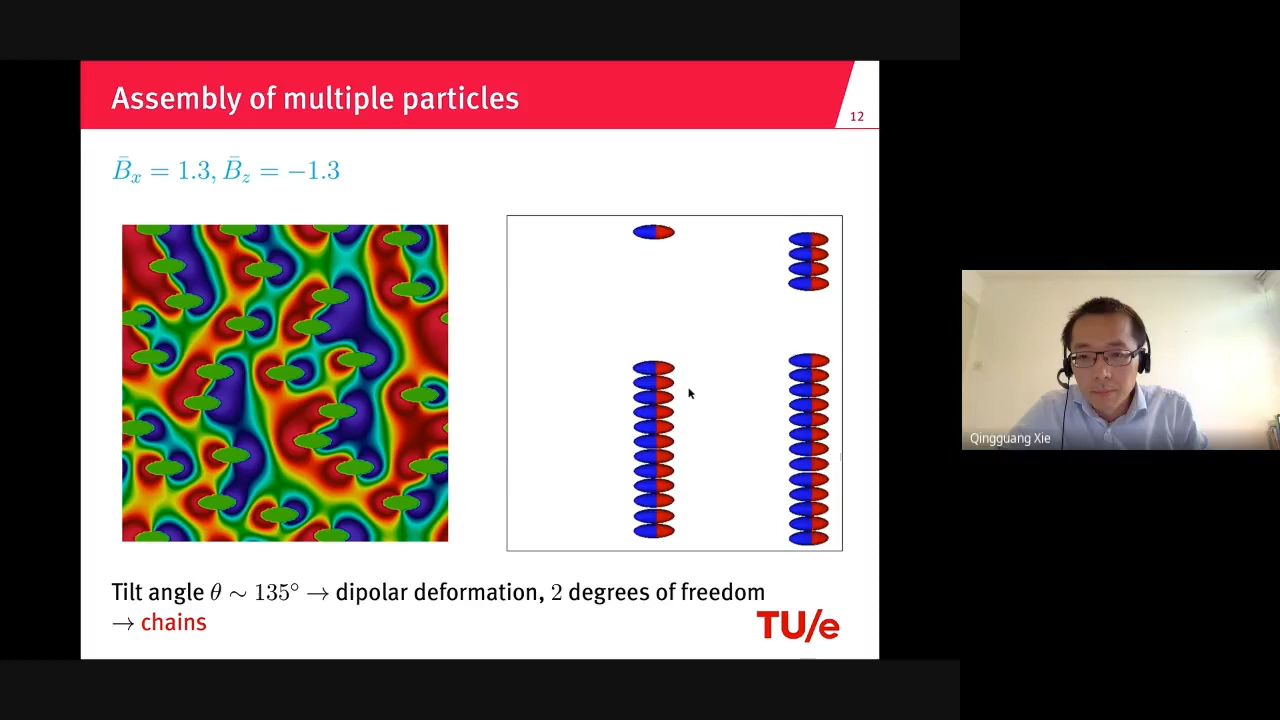 Assembly of multiple particles
12
B̄ₓ = 1.3, B̄_z = −1.3
Tilt angle θ ∼ 135° → dipolar deformation, 2 degrees of freedom
→ chains
TU/e
Qingguang Xie